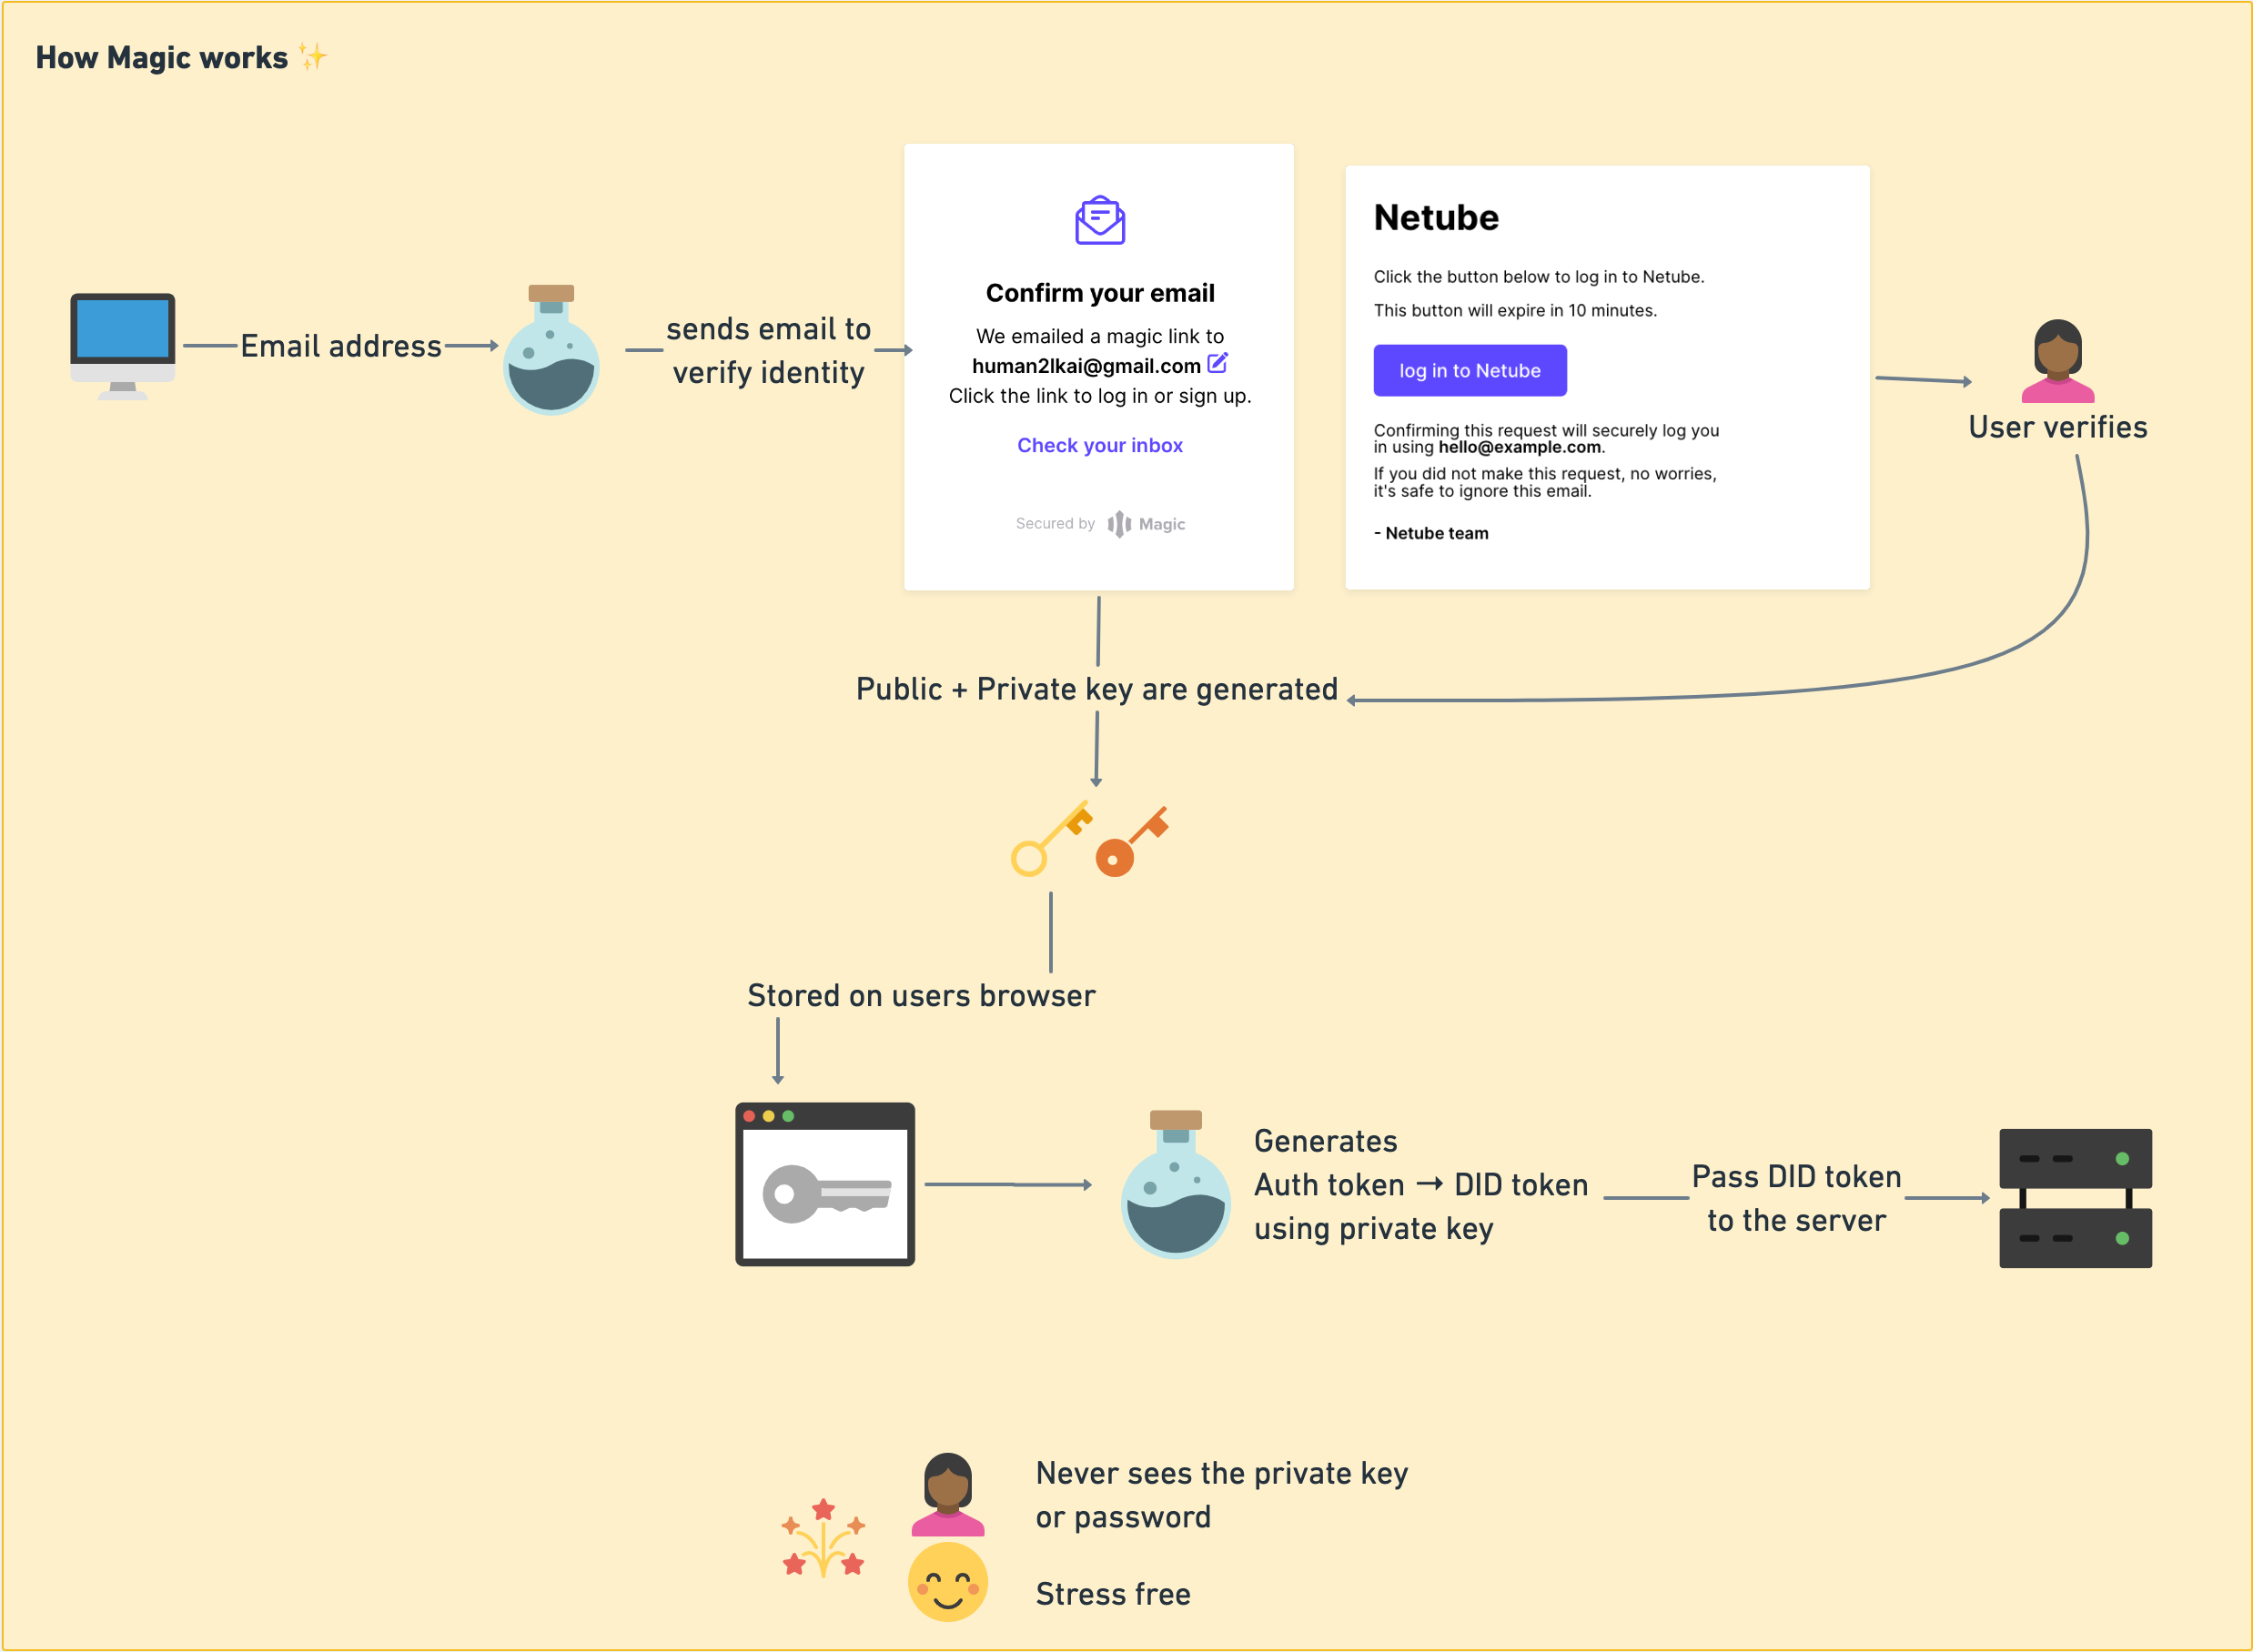 How Magic works ✨
Email address
sends email to
verify identity
Confirm your email
We emailed a magic link to
human2lkai@gmail.com
Click the link to log in or sign up.
Check your inbox
Secured by Magic
Netube
Click the button below to log in to Netube.
This button will expire in 10 minutes.
log in to Netube
Confirming this request will securely log you
in using hello@example.com.
If you did not make this request, no worries,
it's safe to ignore this email.
- Netube team
User verifies
Public + Private key are generated
Stored on users browser
Generates
Auth token → DID token
using private key
Pass DID token
to the server
Never sees the private key
or password
Stress free